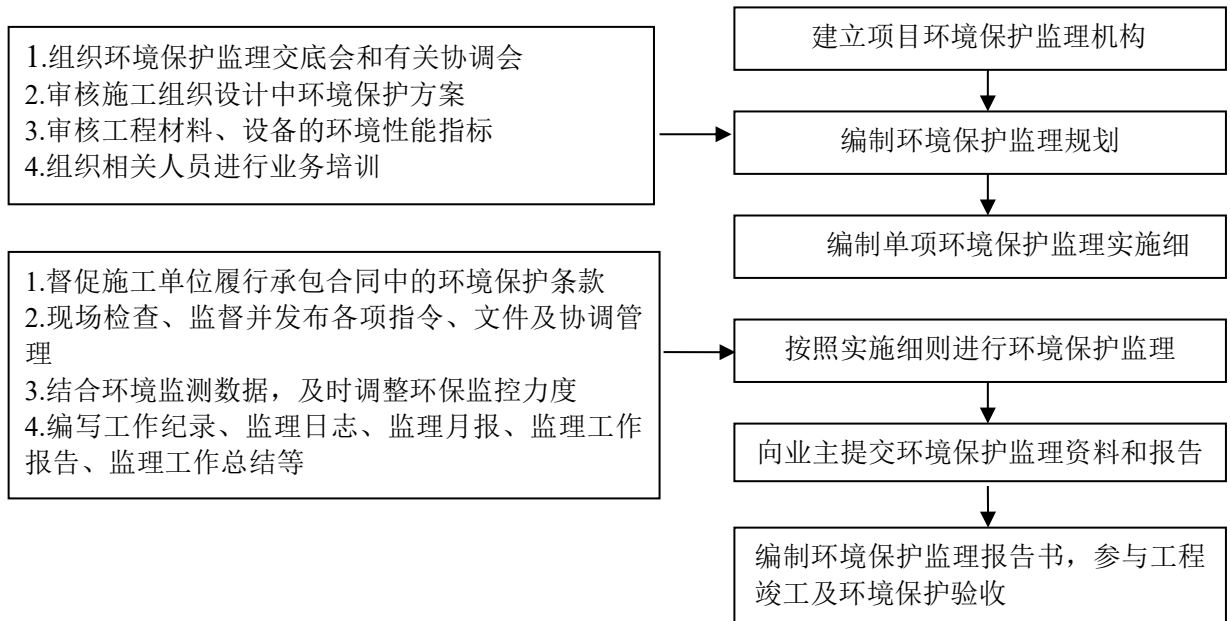 建立项目环境保护监理机构
1.组织环境保护监理交底会和有关协调会
2.审核施工组织设计中环境保护方案
3.审核工程材料、设备的环境性能指标
4.组织相关人员进行业务培训
编制环境保护监理规划
编制单项环境保护监理实施细
1.督促施工单位履行承包合同中的环境保护条款
2.现场检查、监督并发布各项指令、文件及协调管
理
3.结合环境监测数据，及时调整环保监控力度
4.编写工作纪录、监理日志、监理月报、监理工作
报告、监理工作总结等
按照实施细则进行环境保护监理
向业主提交环境保护监理资料和报告
编制环境保护监理报告书，参与工程
竣工及环境保护验收